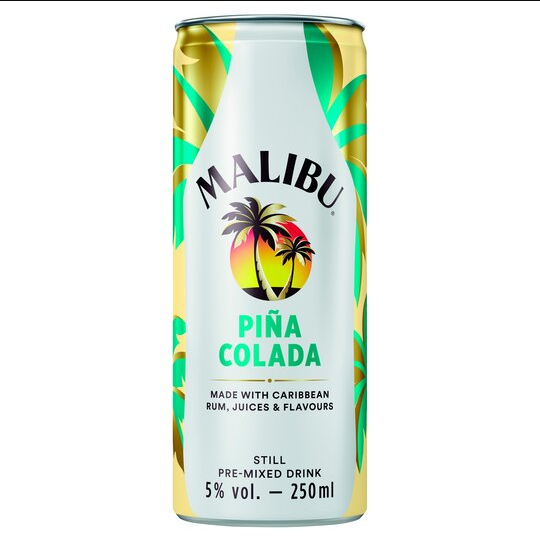 MALIBU®
PIÑA
COLADA
MADE WITH CARIBBEAN
RUM, JUICES & FLAVOURS
STILL
PRE-MIXED DRINK
5% vol. — 250ml